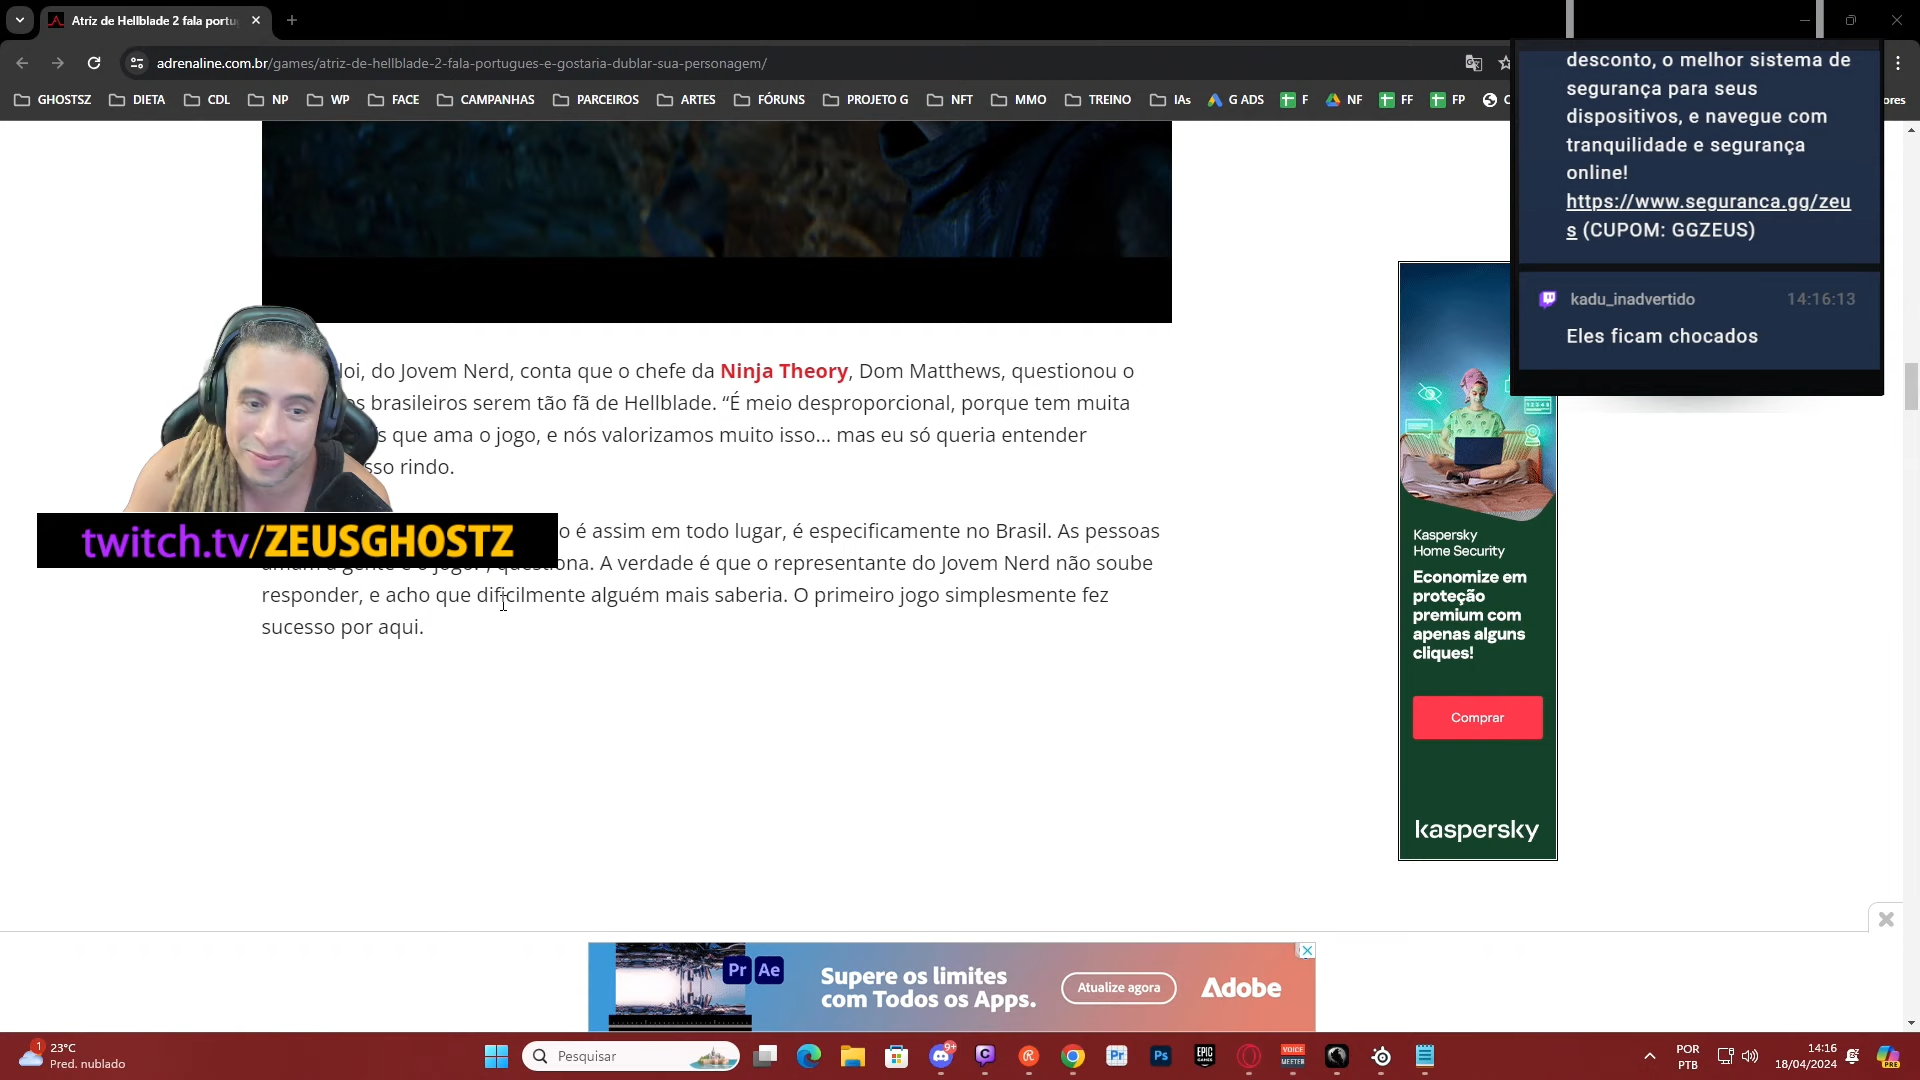 Atriz de Hellblade 2 fala portu
adrenaline.com.br/games/atriz-de-hellblade-2-fala-portugues-e-gostaria-dublar-sua-personagem/
GHOSTSZ DIETA CDL NP WP FACE CAMPANHAS PARCEIROS ARTES FÓRUNS PROJETO G NFT MMO TREINO IAs G ADS F NF FF FP
desconto, o melhor sistema de
segurança para seus
dispositivos, e navegue com
tranquilidade e segurança
online!
https://www.seguranca.gg/zeu
s (CUPOM: GGZEUS)
kadu_inadvertido 14:16:13
Eles ficam chocados
do Jovem Nerd, conta que o chefe da Ninja Theory, Dom Matthews, questionou o
brasileiros serem tão fã de Hellblade. “É meio desproporcional, porque tem muita
que ama o jogo, e nós valorizamos muito isso... mas eu só queria entender
rindo.
twitch.tv/ZEUSGHOSTZ
é assim em todo lugar, é especificamente no Brasil. As pessoas
A verdade é que o representante do Jovem Nerd não soube
responder, e acho que dificilmente alguém mais saberia. O primeiro jogo simplesmente fez
sucesso por aqui.
Kaspersky
Home Security
Economize em
proteção
premium com
apenas alguns
cliques!
Comprar
kaspersky
Pr Ae
Supere os limites
com Todos os Apps.
Atualize agora
Adobe
1
23°C
Pred. nublado
Pesquisar
9+
Pr
Ps
EPIC
GAMES
VOICE
MEETER
POR
PTB
14:16
18/04/2024
PRE